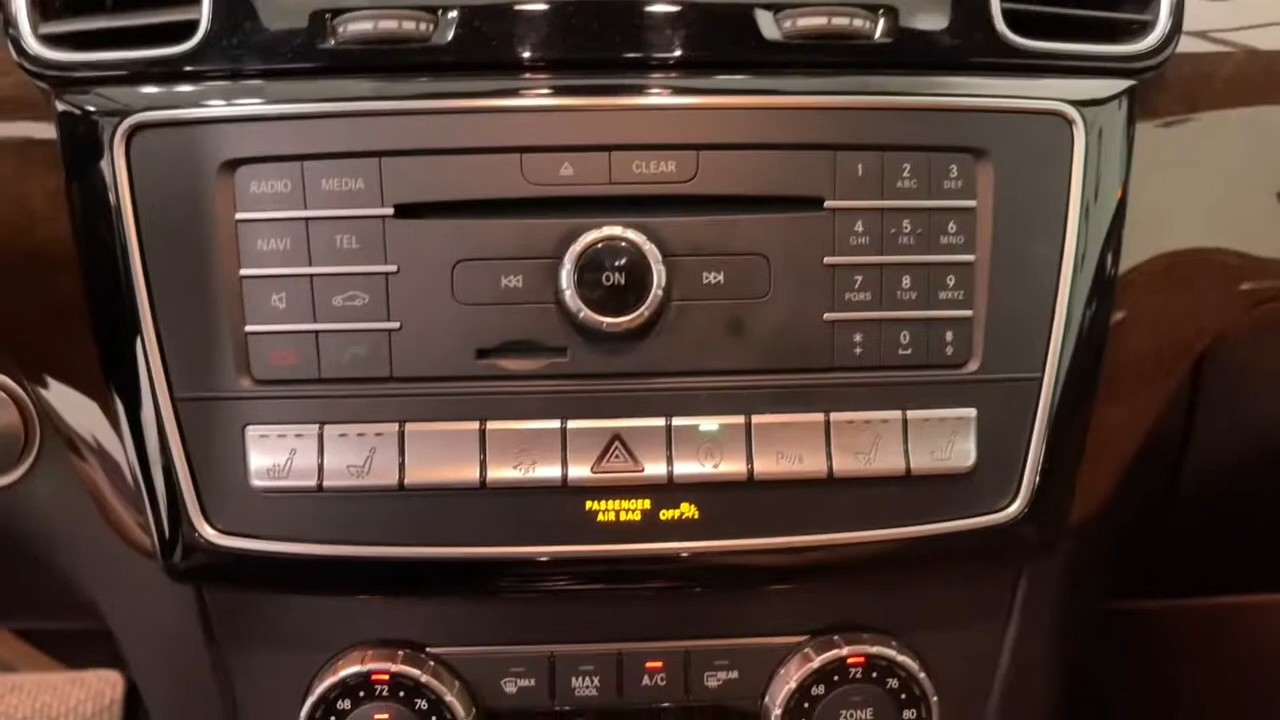 CLEAR
RADIO
MEDIA
1
2
ABC
3
DEF
NAVI
TEL
4
GHI
5
JKL
6
MNO
ON
7
PQRS
8
TUV
9
WXYZ
*
+
0
#
OFF
P
PASSENGER
AIR BAG OFF
MAX
MAX
COOL
A/C
REAR
68
72
76
68
72
76
80
ZONE